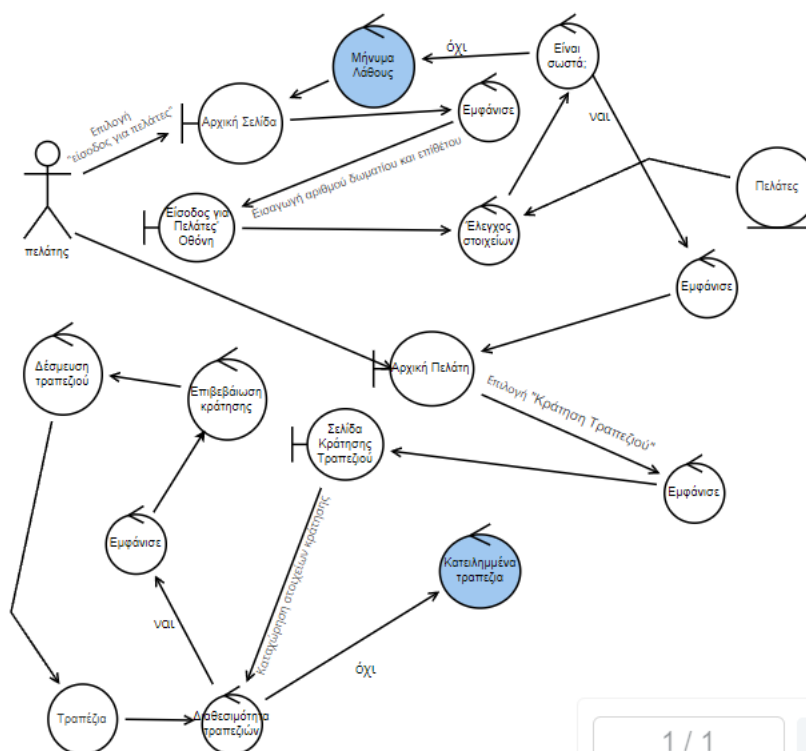 Μήνυμα
Λάθους
όχι
Είναι
σωστά;
Επιλογή
"είσοδος για πελάτες"
Αρχική Σελίδα
Εμφάνισε
ναι
Εισαγωγή αριθμού δωματίου και επιθέτου
Πελάτες
πελάτης
Είσοδος για
Πελάτες'
Οθόνη
Έλεγχος
στοιχείων
Εμφάνισε
Αρχική Πελάτη
Επιλογή "Κράτηση Τραπεζιού"
Δέσμευση
τραπεζιού
Επιβεβάιωση
κράτησης
Σελίδα
Κράτησης
Τραπεζιού
Εμφάνισε
Εμφάνισε
Καταχώρηση στοιχείων κράτησης
Κατειλημμένα
τραπεζια
ναι
όχι
Τραπέζια
Διαθεσιμότητα
τραπεζιών
1 / 1